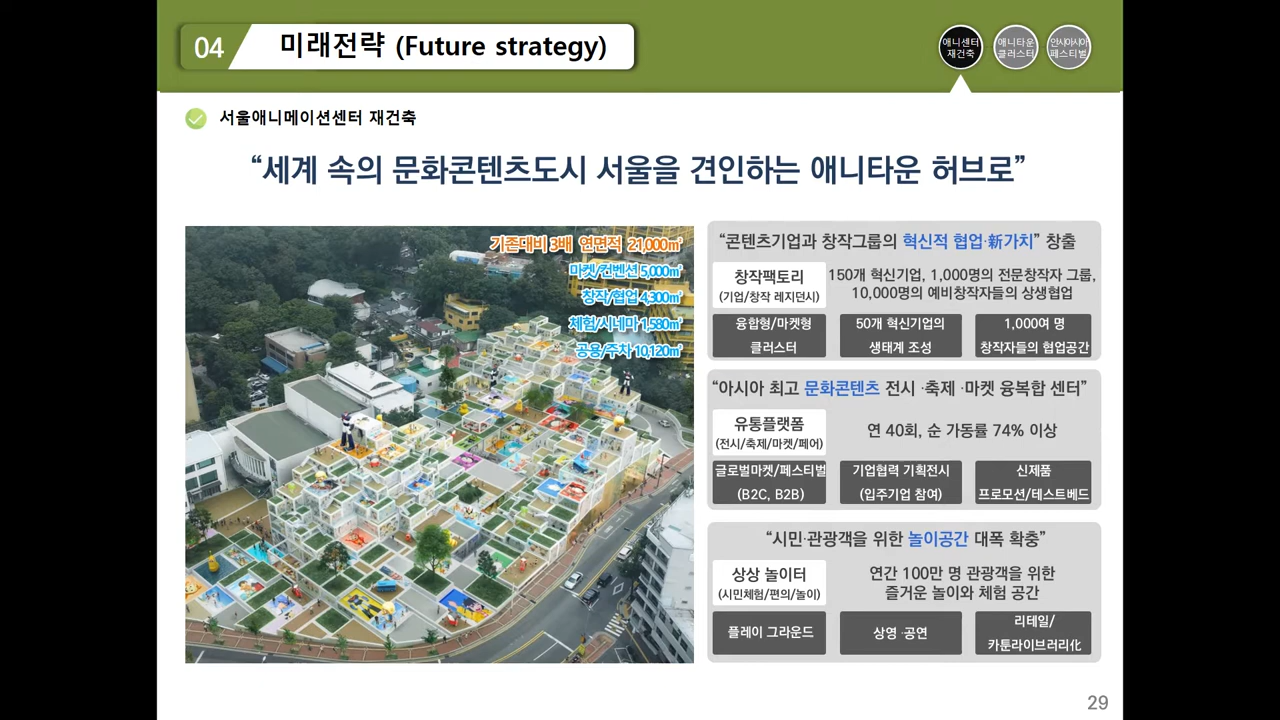 04
미래전략 (Future strategy)
애니센터
재건축
애니타운
클러스터
안시아시아
페스티벌
서울애니메이션센터 재건축
“세계 속의 문화콘텐츠도시 서울을 견인하는 애니타운 허브로”
기존대비 3배 연면적 21,000㎡
마켓/컨벤션 5,000㎡
창작/협업 4,300㎡
체험/시네마 1,580㎡
공용/주차 10,120㎡
“콘텐츠기업과 창작그룹의 혁신적 협업·新가치” 창출
창작팩토리
(기업/창작 레지던시)
150개 혁신기업, 1,000명의 전문창작자 그룹,
10,000명의 예비창작자들의 상생협업
융합형/마켓형
클러스터
50개 혁신기업의
생태계 조성
1,000여 명
창작자들의 협업공간
“아시아 최고 문화콘텐츠 전시 ·축제 ·마켓 융복합 센터”
유통플랫폼
(전시/축제/마켓/페어)
연 40회, 순 가동률 74% 이상
글로벌마켓/페스티벌
(B2C, B2B)
기업협력 기획전시
(입주기업 참여)
신제품
프로모션/테스트베드
“시민·관광객을 위한 놀이공간 대폭 확충”
상상 놀이터
(시민체험/편의/놀이)
연간 100만 명 관광객을 위한
즐거운 놀이와 체험 공간
플레이 그라운드
상영 ·공연
리테일/
카툰라이브러리化
29